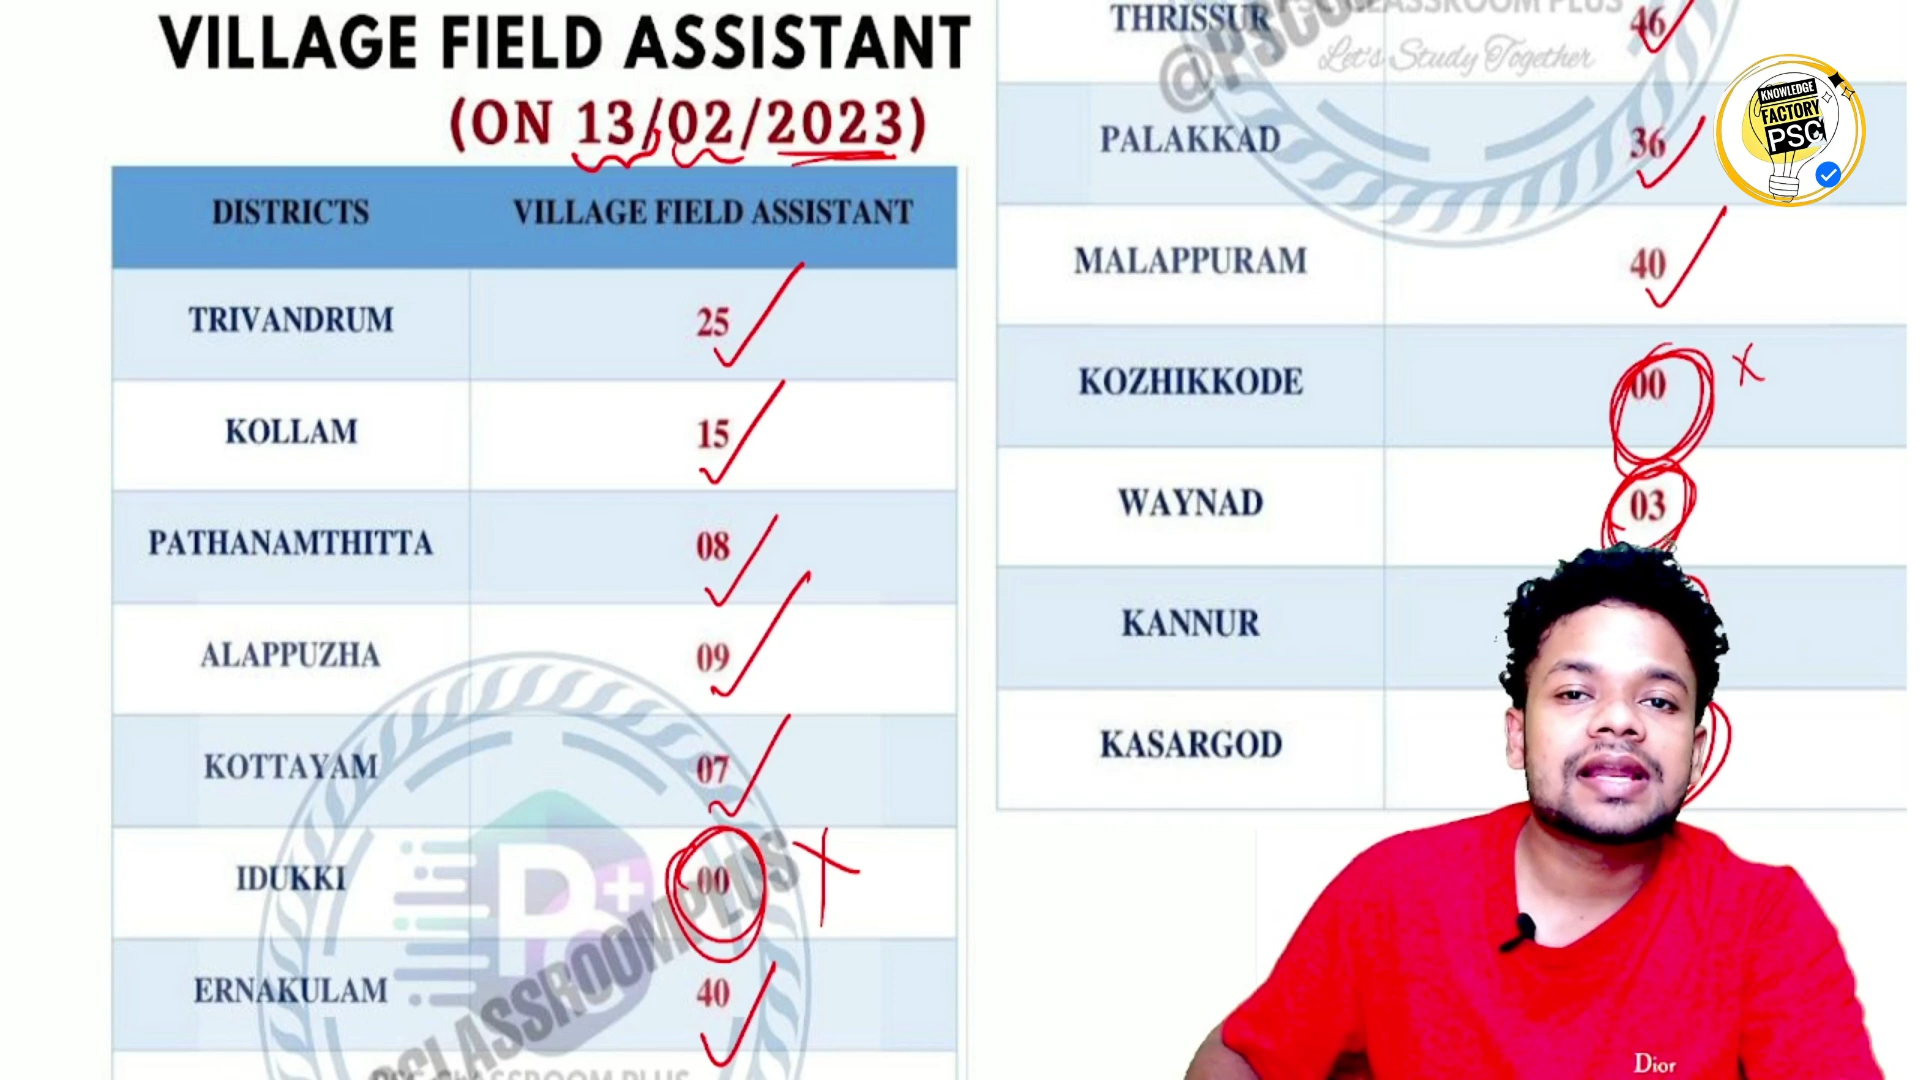 VILLAGE FIELD ASSISTANT
(ON 13/02/2023)
DISTRICTS VILLAGE FIELD ASSISTANT
TRIVANDRUM 25
KOLLAM 15
PATHANAMTHITTA 08
ALAPPUZHA 09
KOTTAYAM 07
IDUKKI 00
ERNAKULAM 40
THRISSUR 46
PALAKKAD 36
MALAPPURAM 40
KOZHIKKODE 00
WAYNAD 03
KANNUR
KASARGOD
Let's Study Together
KNOWLEDGE
FACTORY
PSC
Dior